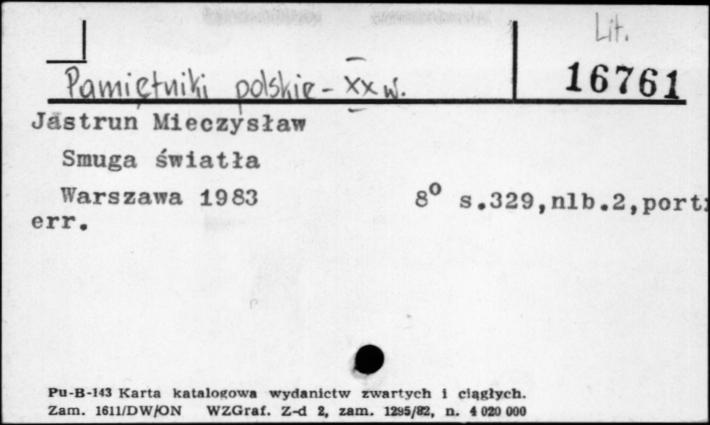 Lit.
Pamiętniki polskie - XX w.
16761
Jastrun Mieczysław
Smuga światła
Warszawa 1983 8° s.329,nlb.2,port
err.
Pu-B-143 Karta katalogowa wydanictw zwartych i ciągłych.
Zam. 1611/DW/ON WZGraf. Z-d 2, zam. 1295/82, n. 4 020 000